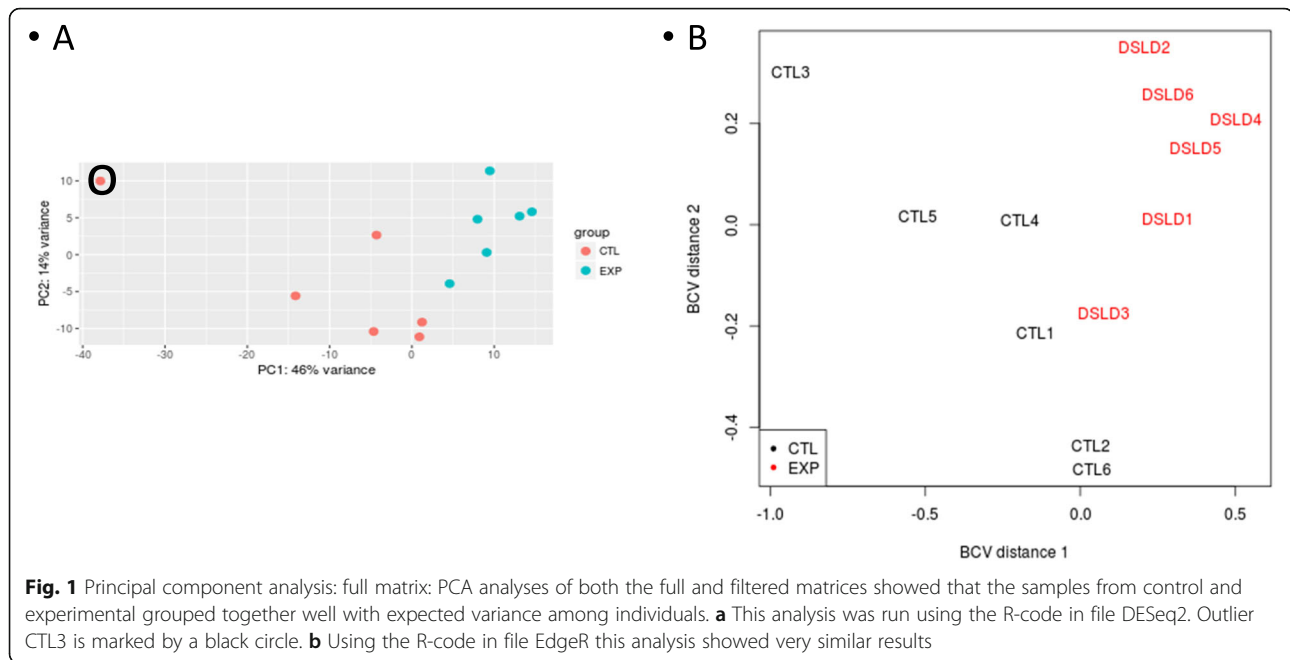 • A
10
5
0
-5
-10
-40
-30
-20
-10
0
10
PC2: 14% variance
PC1: 46% variance
group
CTL
EXP
• B
CTL3
DSLD2
DSLD6
DSLD4
DSLD5
CTL5
CTL4
DSLD1
DSLD3
CTL1
CTL2
CTL6
0.2
0.0
-0.2
-0.4
BCV distance 2
CTL
EXP
-1.0
-0.5
0.0
0.5
BCV distance 1
Fig. 1 Principal component analysis: full matrix: PCA analyses of both the full and filtered matrices showed that the samples from control and
experimental grouped together well with expected variance among individuals. a This analysis was run using the R-code in file DESeq2. Outlier
CTL3 is marked by a black circle. b Using the R-code in file EdgeR this analysis showed very similar results